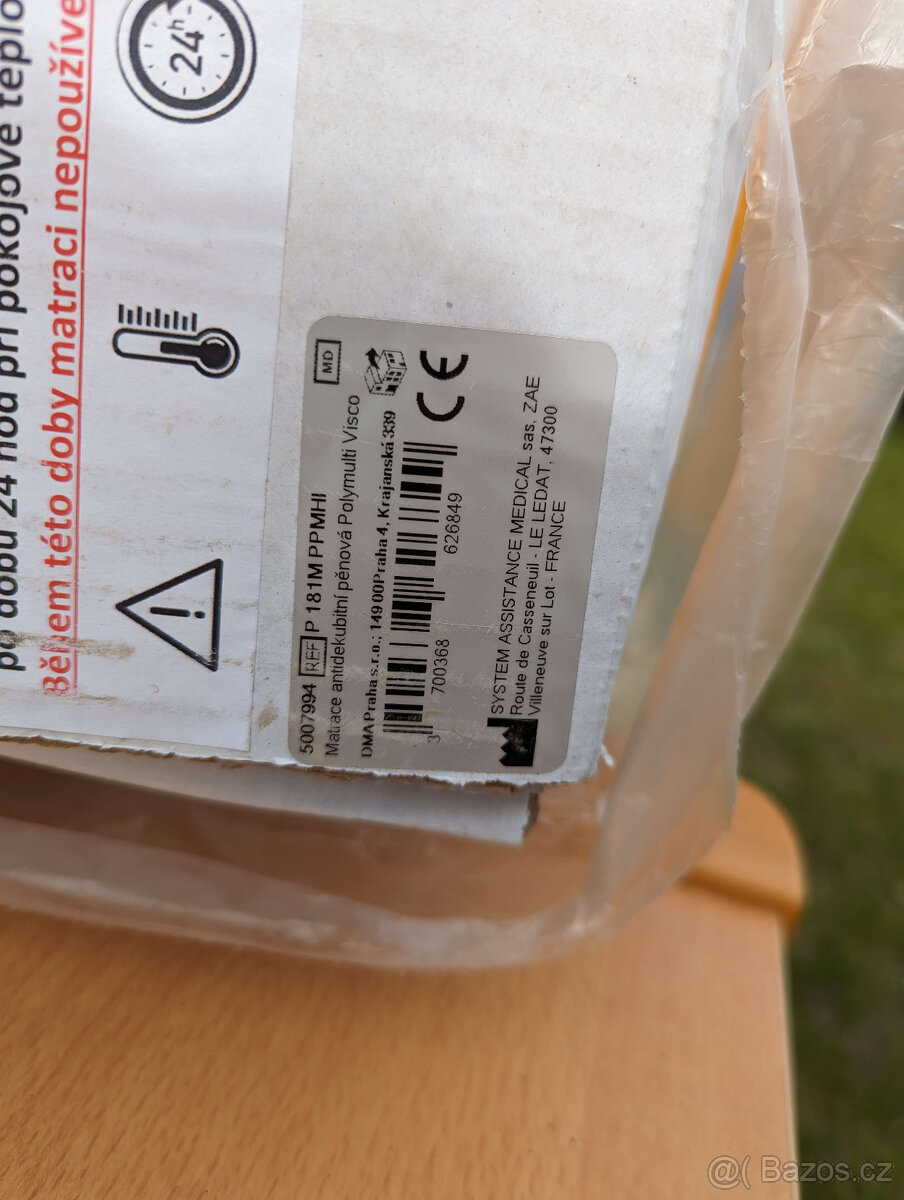 po dobu 24 hod při pokojové teplo
Během této doby matraci nepoužíve
24h
5007994 REF P 181M PPMHI MD
Matrace antidekubitní pěnová Polymulti Visco
DMA Praha s.r.o.; 149 00 Praha 4, Krajanská 339
3 700368 626849
CE
SYSTEM ASSISTANCE MEDICAL sas, ZAE
Route de Casseneuil - LE LEDAT, 47300
Villeneuve sur Lot - FRANCE
@( Bazos.cz